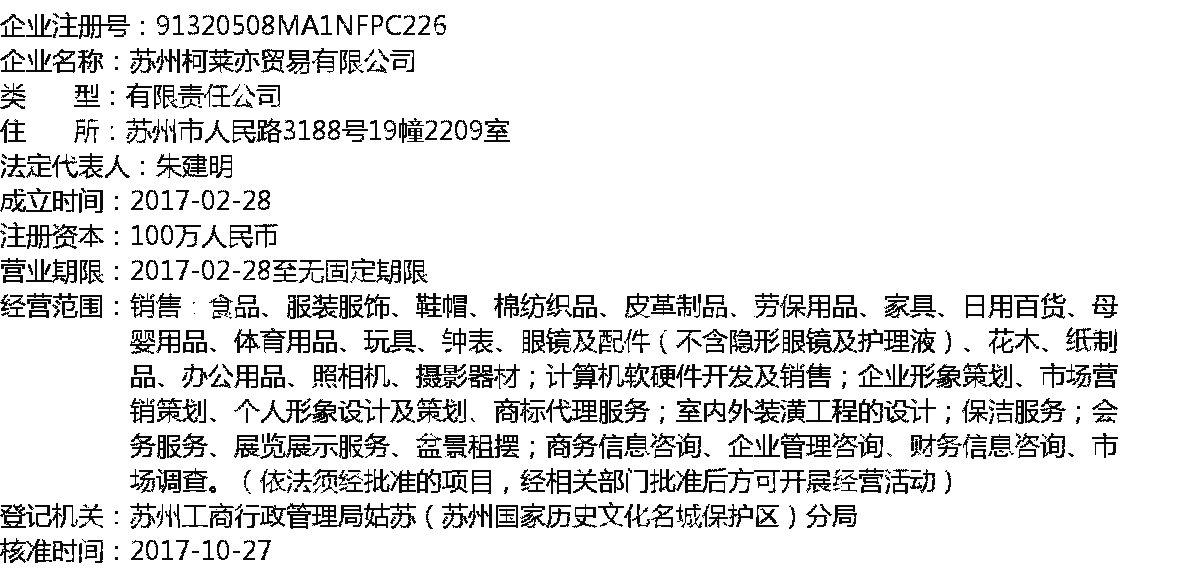 企业注册号：91320508MA1NFPC226
企业名称：苏州柯莱亦贸易有限公司
类　　型：有限责任公司
住　　所：苏州市人民路3188号19幢2209室
法定代表人：朱建明
成立时间：2017-02-28
注册资本：100万人民币
营业期限：2017-02-28至无固定期限
经营范围：销售：食品、服装服饰、鞋帽、棉纺织品、皮革制品、劳保用品、家具、日用百货、母
婴用品、体育用品、玩具、钟表、眼镜及配件（不含隐形眼镜及护理液）、花木、纸制
品、办公用品、照相机、摄影器材；计算机软硬件开发及销售；企业形象策划、市场营
销策划、个人形象设计及策划、商标代理服务；室内外装潢工程的设计；保洁服务；会
务服务、展览展示服务、盆景租摆；商务信息咨询、企业管理咨询、财务信息咨询、市
场调查。（依法须经批准的项目，经相关部门批准后方可开展经营活动）
登记机关：苏州工商行政管理局姑苏（苏州国家历史文化名城保护区）分局
核准时间：2017-10-27